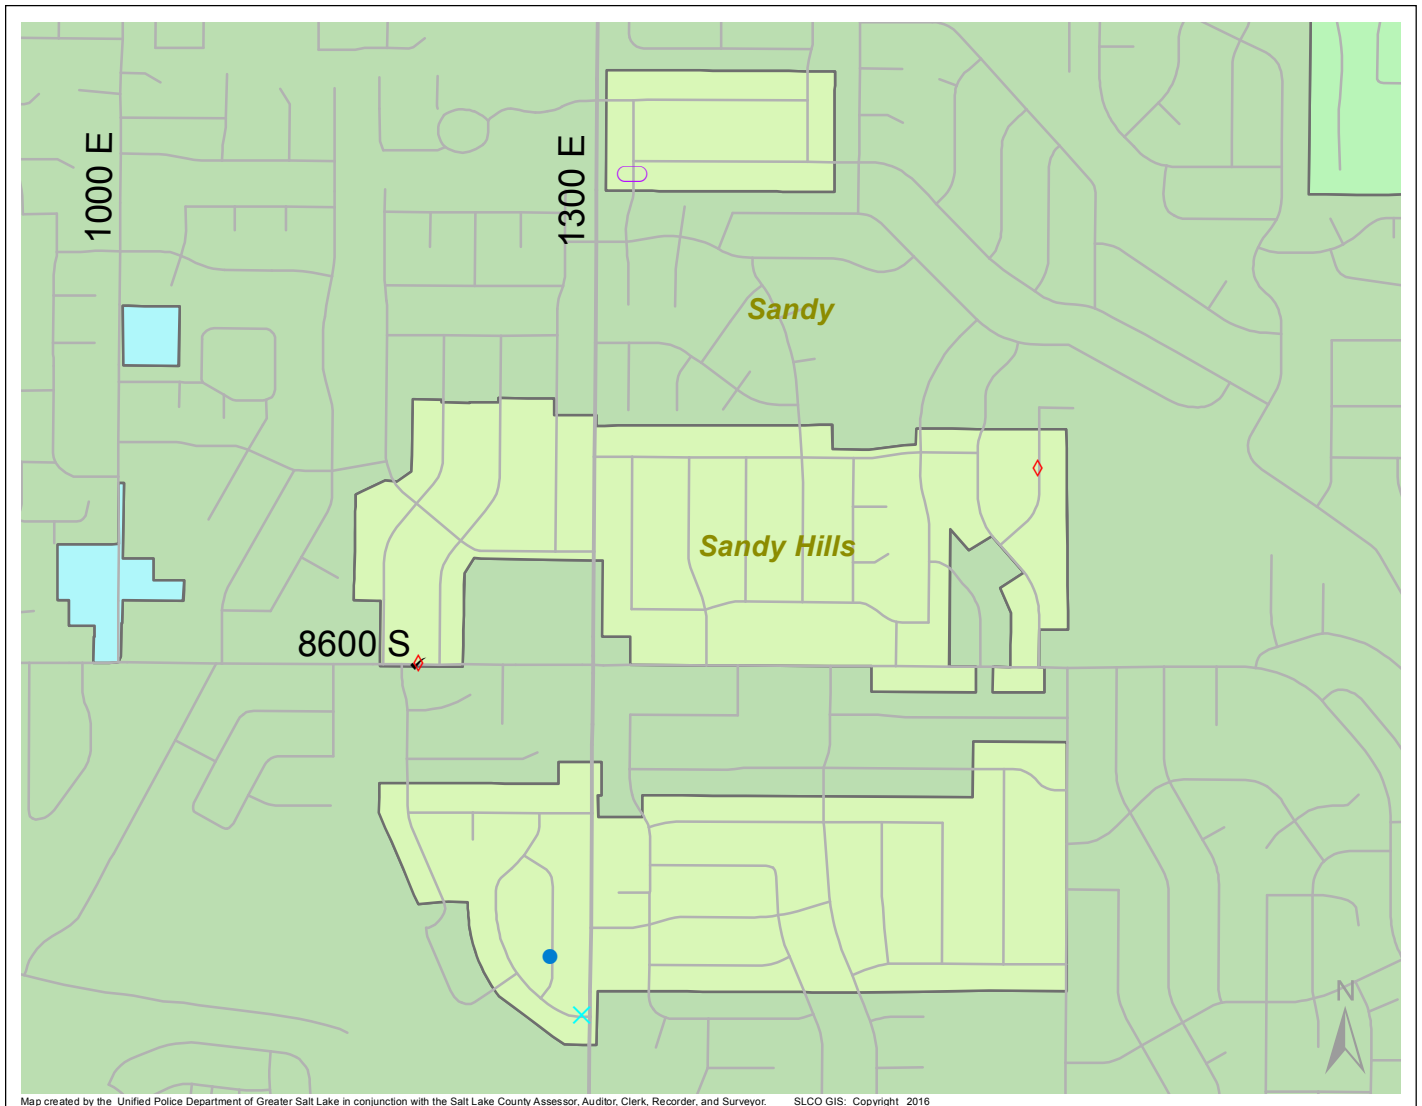 1000 E
1300 E
Sandy
Sandy Hills
8600 S
N
Map created by the Unified Police Department of Greater Salt Lake in conjunction with the Salt Lake County Assessor, Auditor, Clerk, Recorder, and Surveyor. SLCO GIS: Copyright 2016